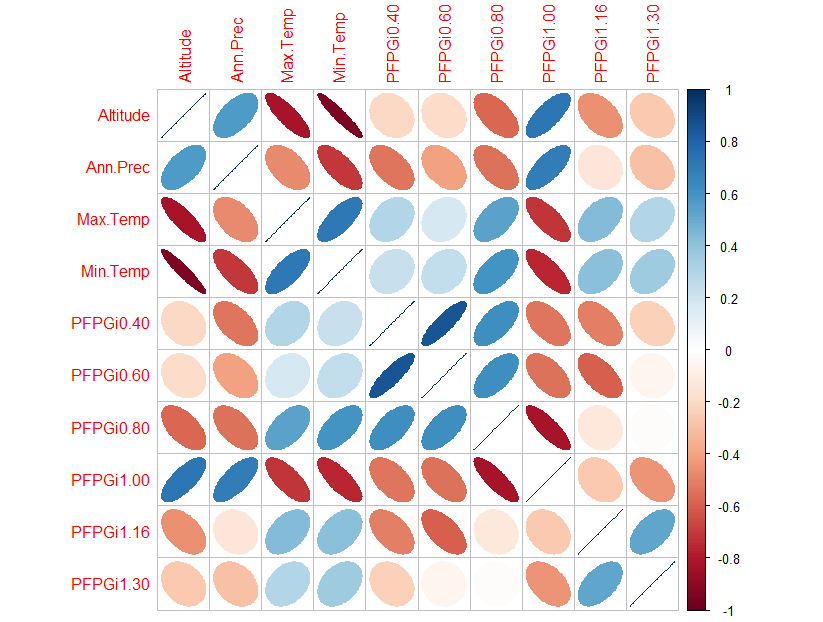 Altitude
Ann.Prec
Max.Temp
Min.Temp
PFPGi0.40
PFPGi0.60
PFPGi0.80
PFPGi1.00
PFPGi1.16
PFPGi1.30
Altitude
Ann.Prec
Max.Temp
Min.Temp
PFPGi0.40
PFPGi0.60
PFPGi0.80
PFPGi1.00
PFPGi1.16
PFPGi1.30
1
0.8
0.6
0.4
0.2
0
-0.2
-0.4
-0.6
-0.8
-1